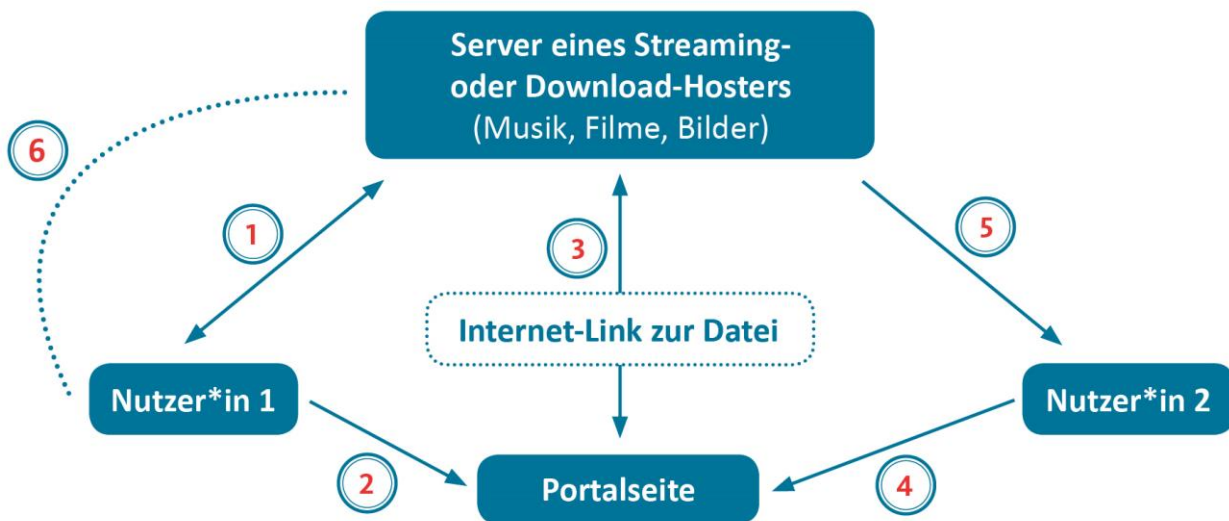 Server eines Streaming-
oder Download-Hosters
(Musik, Filme, Bilder)
6
1
3
5
Internet-Link zur Datei
Nutzer*in 1
Nutzer*in 2
2
Portalseite
4